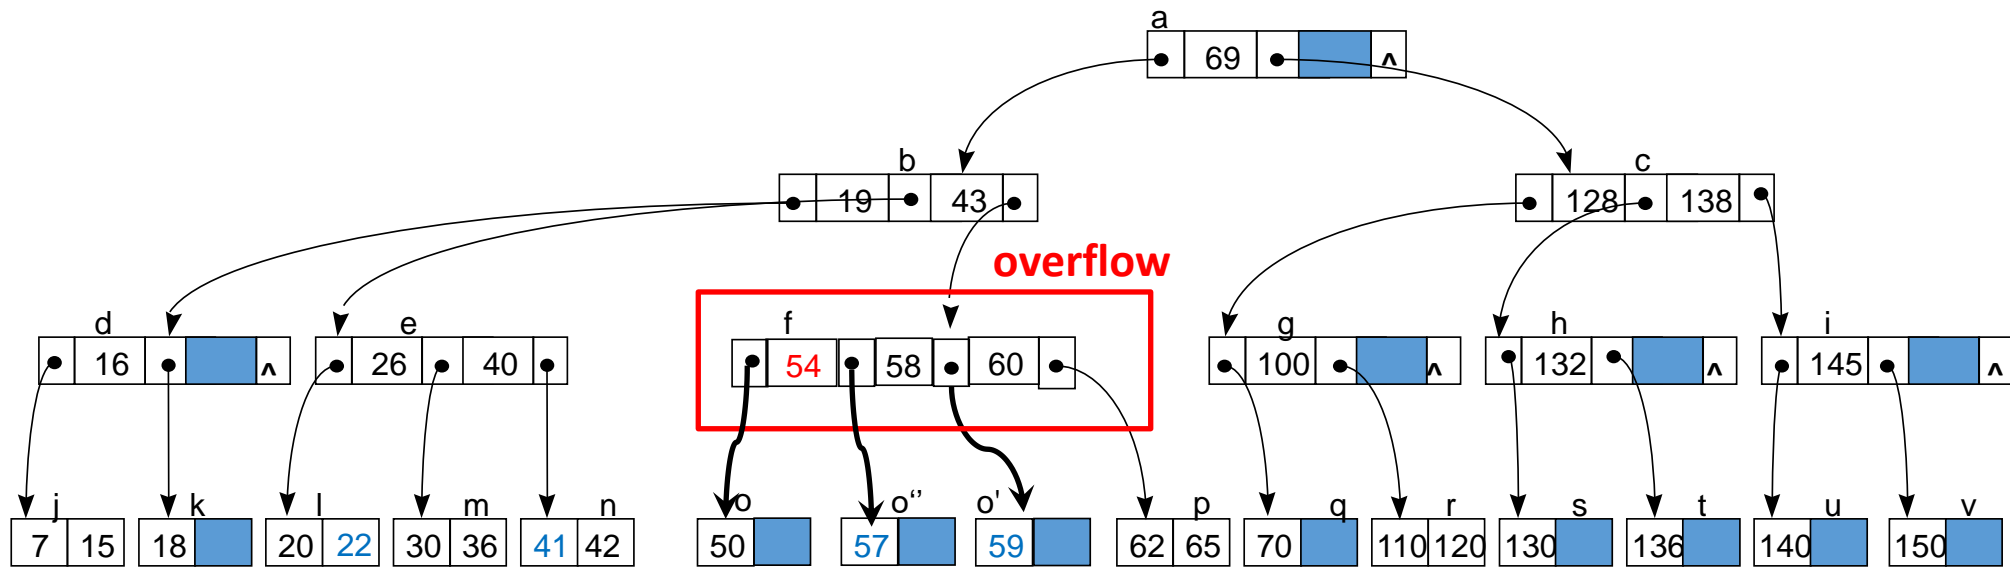 a
69 ^
b c
19 43 128 138
overflow
d e f g h i
16 ^ 26 40 54 58 60 100 ^ 132 ^ 145 ^
j k l m n o o‘’ o' p q r s t u v
7 15 18 20 22 30 36 41 42 50 57 59 62 65 70 110 120 130 136 140 150